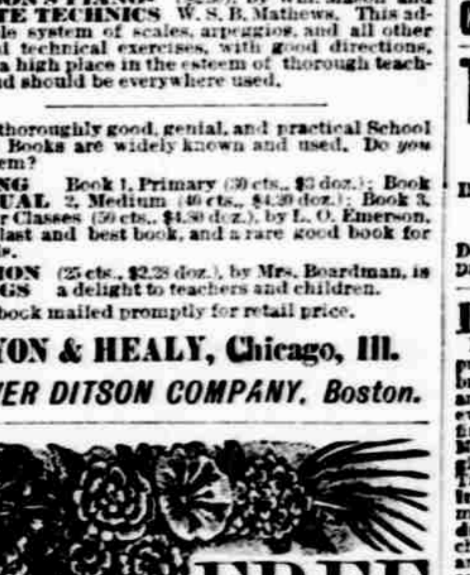 TE TECHNICS W. S. B. Mathews. This ad-
le system of scales, arpeggios, and all other
l technical exercises, with good directions,
a high place in the esteem of thorough teach-
d should be everywhere used.
thoroughly good, genial, and practical School
Books are widely known and used. Do you
em?
NG Book 1, Primary (30 cts., $3 doz.); Book
UAL 2, Medium (40 cts., $4.20 doz.); Book 3,
r Classes (50 cts., $4.80 doz.), by L. O. Emerson.
last and best book, and a rare good book for
s.
ION (25 cts., $2.28 doz.), by Mrs. Boardman, is
GS a delight to teachers and children.
book mailed promptly for retail price.
YON & HEALY, Chicago, Ill.
VER DITSON COMPANY, Boston.
FREE